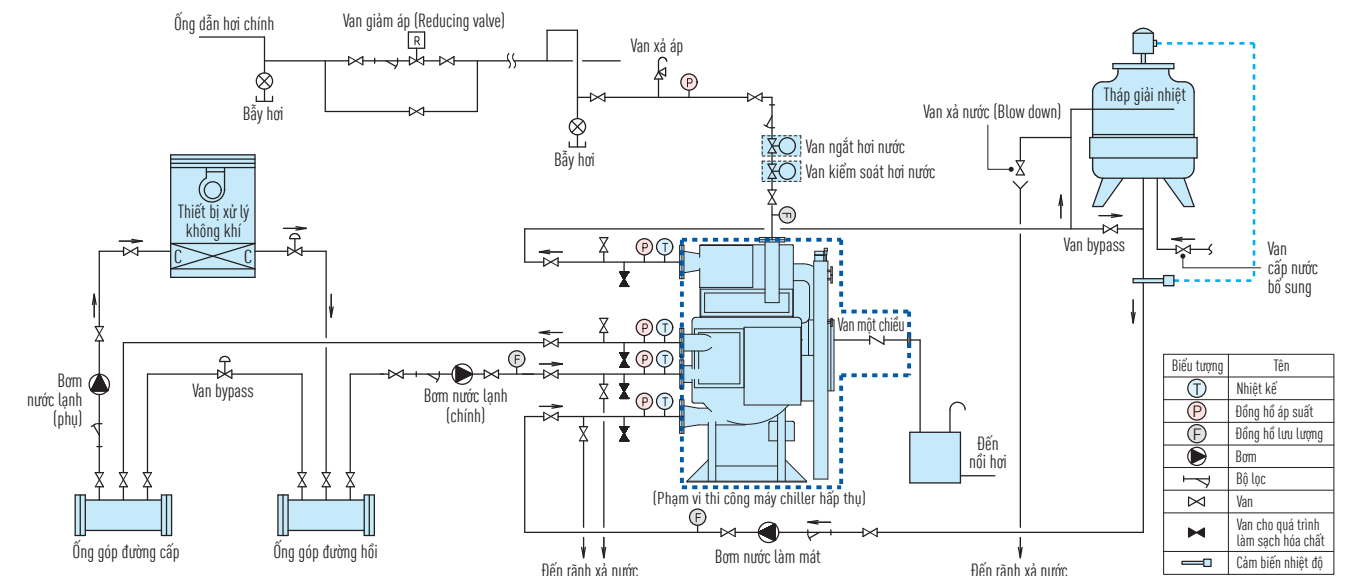 Ống dẫn hơi chính
Van giảm áp (Reducing valve)
R
Bẫy hơi
Van xả áp
P
Bẫy hơi
Van ngắt hơi nước
Van kiểm soát hơi nước
F
Tháp giải nhiệt
Van xả nước (Blow down)
Van bypass
Van
cấp nước
bổ sung
Thiết bị xử lý
không khí
C C
P T
P T
P T
P T
F
Van một chiều
Bơm
nước lạnh
(phụ)
Van bypass
Bơm nước lạnh
(chính)
Đến
nồi hơi
(Phạm vi thi công máy chiller hấp thụ)
F
Bơm nước làm mát
Ống góp đường cấp
Ống góp đường hồi
Đến rãnh xả nước
Đến rãnh xả nước
Biểu tượng Tên
T Nhiệt kế
P Đồng hồ áp suất
F Đồng hồ lưu lượng
Bơm
Bộ lọc
Van
Van cho quá trình
làm sạch hóa chất
Cảm biến nhiệt độ